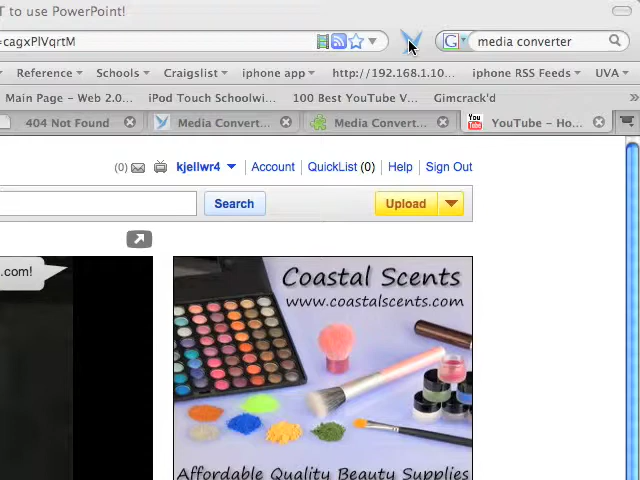 T to use PowerPoint!
=cagxPlVqrtM
G media converter
Reference Schools Craigslist iphone app http://192.168.1.10... iphone RSS Feeds UVA
Main Page - Web 2.0... iPod Touch Schoolwi... 100 Best YouTube V... Gimcrack'd
404 Not Found Media Convert... Media Convert... You Tube YouTube - Ho...
(0) kjellwr4 Account QuickList (0) Help Sign Out
Search Upload
.com!
Coastal Scents
www.coastalscents.com
Affordable Quality Beauty Supplies